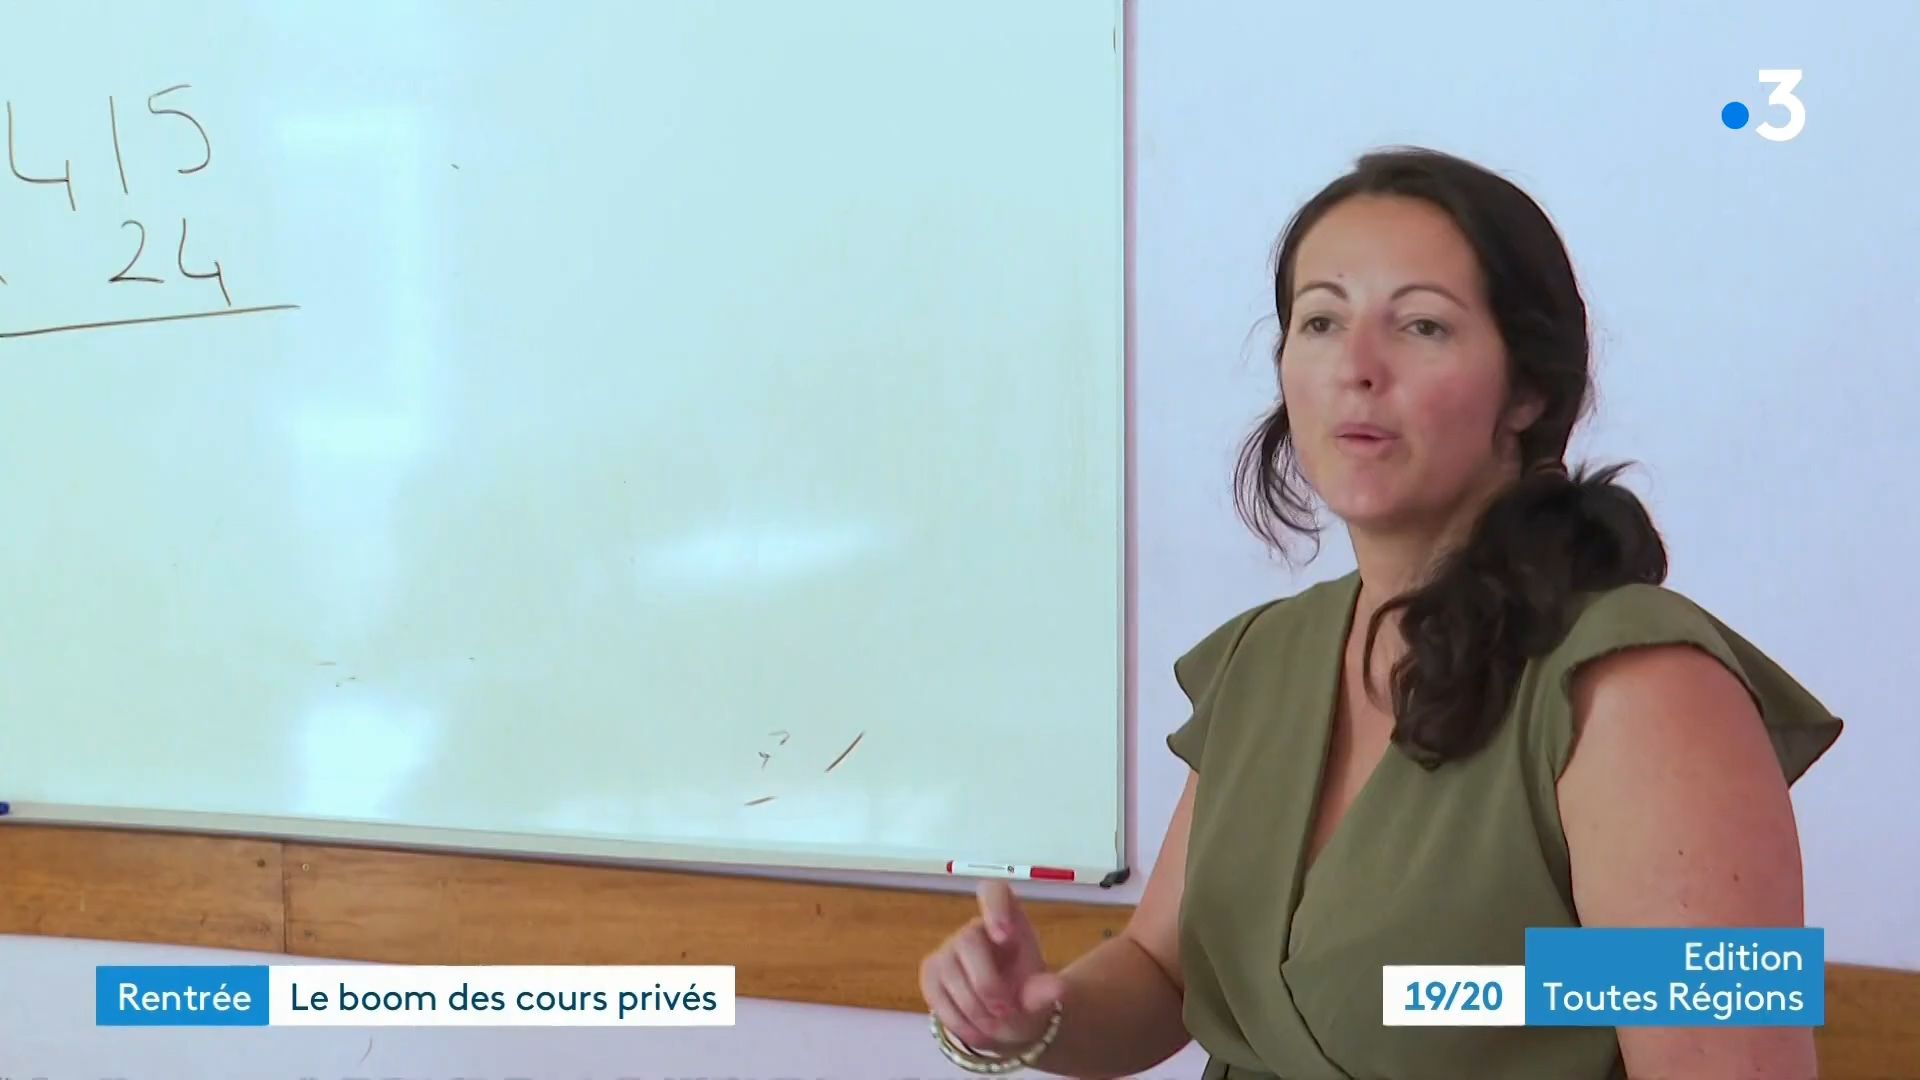 3
415
24
Rentrée Le boom des cours privés
19/20 Edition
Toutes Régions